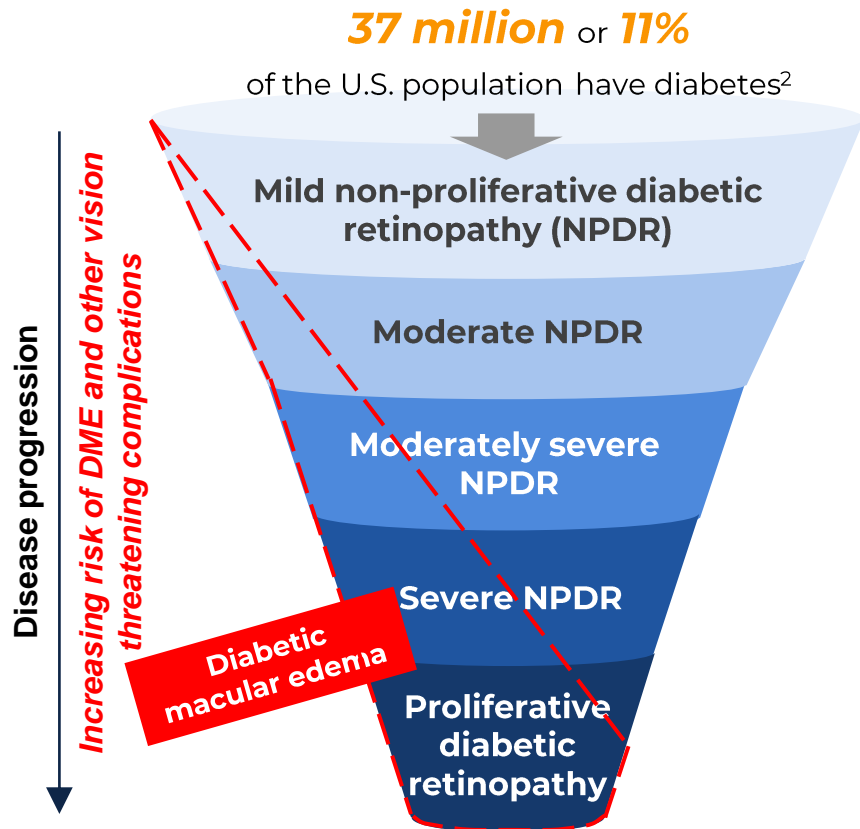 37 million or 11%
of the U.S. population have diabetes²
Mild non-proliferative diabetic
retinopathy (NPDR)
Moderate NPDR
Moderately severe
NPDR
Severe NPDR
Proliferative
diabetic
retinopathy
Diabetic
macular edema
Disease progression
Increasing risk of DME and other vision
threatening complications